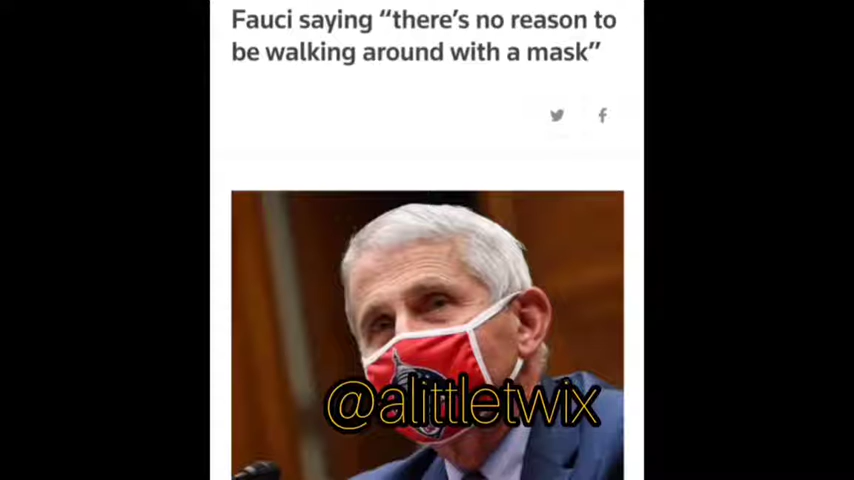 Fauci saying “there’s no reason to
be walking around with a mask”
@alittletwix